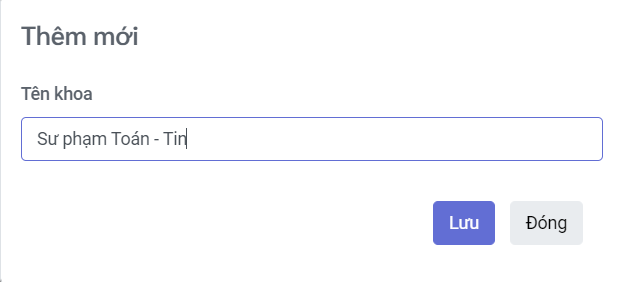 Thêm mới
Tên khoa
Sư phạm Toán - Tin
Lưu Đóng